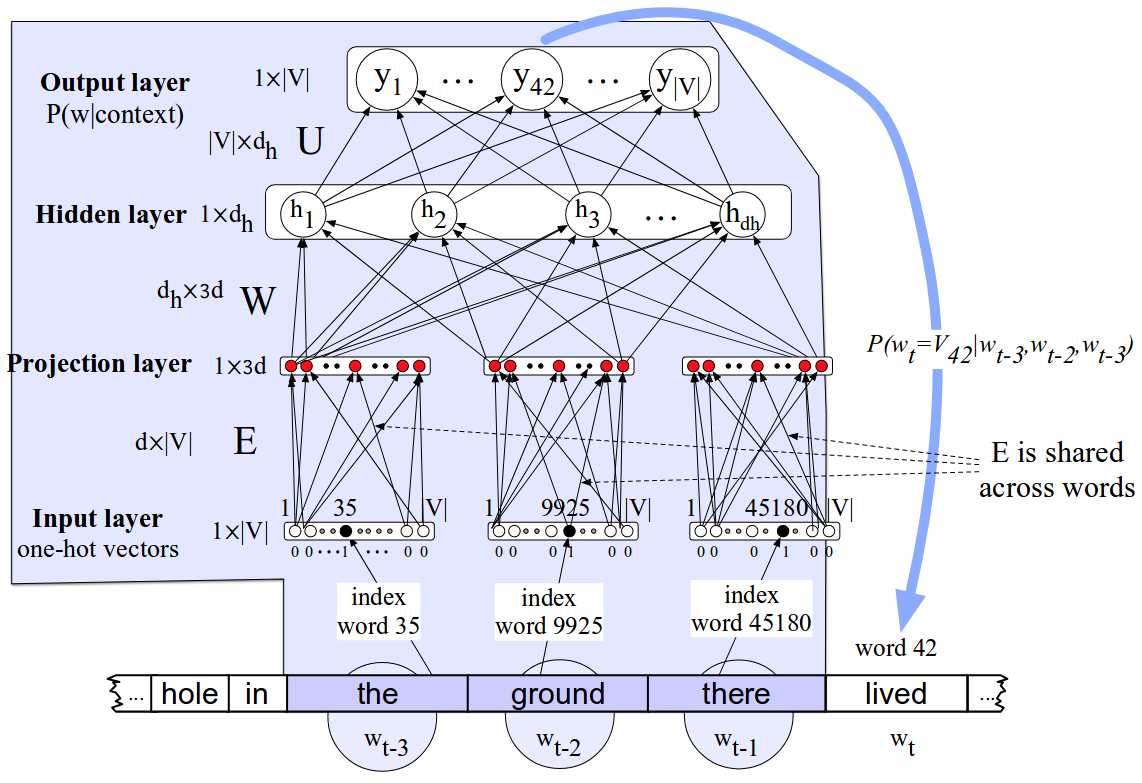 Output layer 1×|V|
P(w|context)
y1 ... y42 ... y|V|
|V|×dh U
Hidden layer 1×dh
h1 h2 h3 ... hdh
dh×3d W
P(wt=V42|wt-3,wt-2,wt-3)
Projection layer 1×3d
d×|V| E
E is shared
across words
1 35 |V| 1 9925 |V| 1 45180 |V|
Input layer 1×|V|
one-hot vectors
0 0 ... 1 ... 0 0 0 0 0 1 0 0 0 0 0 1 0 0
index
word 35
index
word 9925
index
word 45180
word 42
... hole in the ground there lived ...
wt-3 wt-2 wt-1 wt